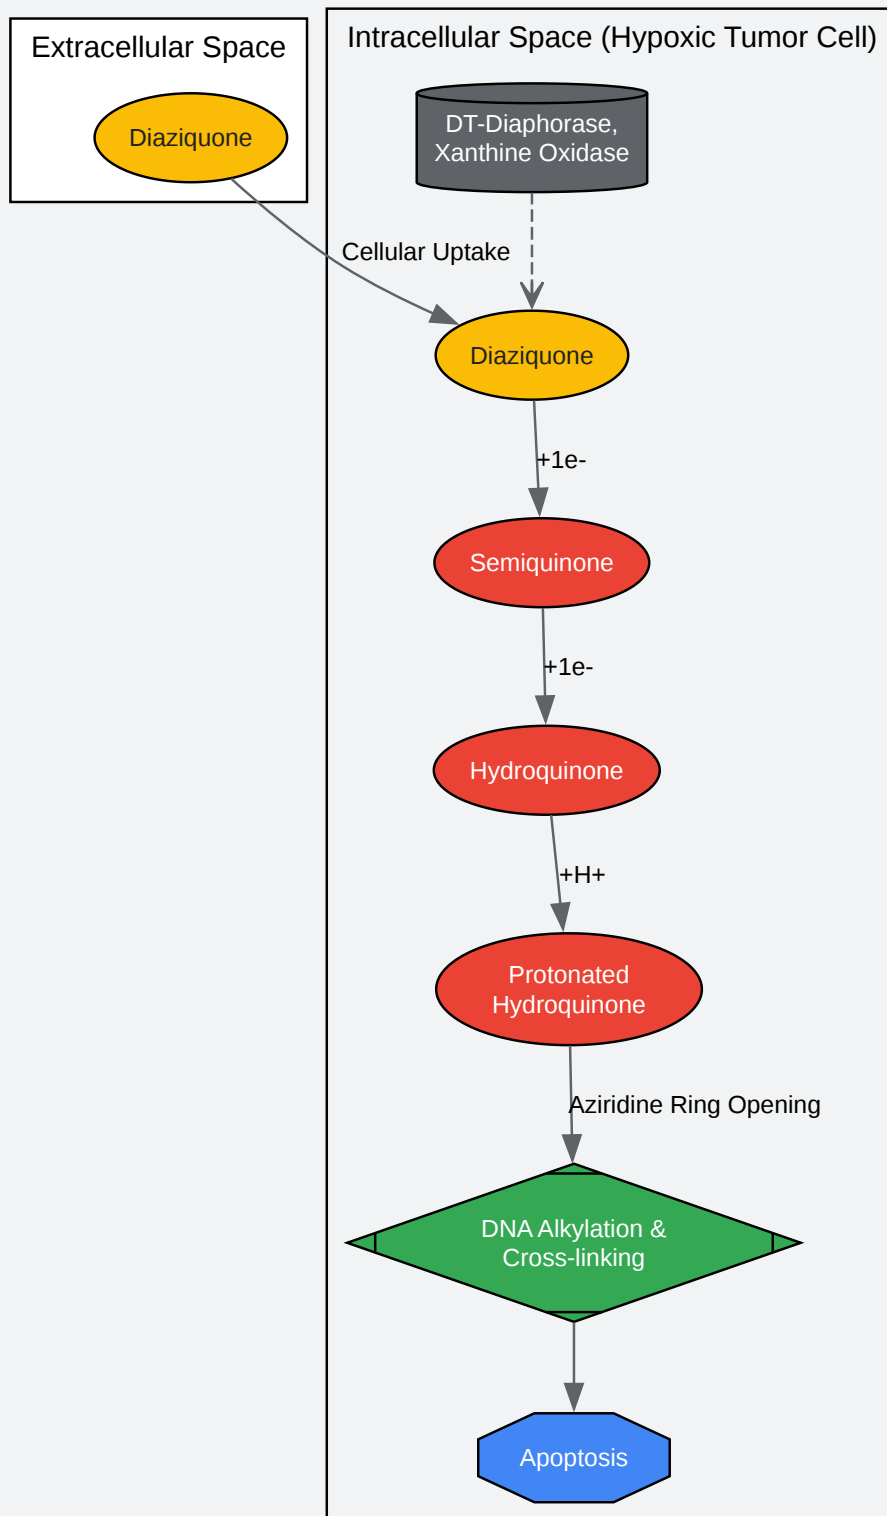 Extracellular Space
Intracellular Space (Hypoxic Tumor Cell)
Diaziquone
DT-Diaphorase,
Xanthine Oxidase
Cellular Uptake
Diaziquone
+1e-
Semiquinone
+1e-
Hydroquinone
+H+
Protonated
Hydroquinone
Aziridine Ring Opening
DNA Alkylation &
Cross-linking
Apoptosis